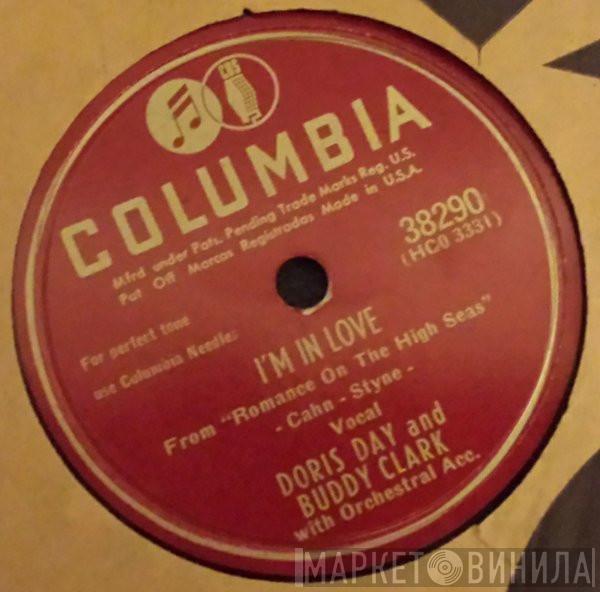 CBS
COLUMBIA
Mfrd under Pats. Pending Trade Marks Reg. U.S.
Pat Off Marcas Registradas Made in U.S.A.
38290
(HCO 3331)
For perfect tone
use Columbia Needles
I'M IN LOVE
From "Romance On The High Seas"
- Cahn - Styne -
Vocal
DORIS DAY and
BUDDY CLARK
with Orchestral Acc.
МАРКЕТ ВИНИЛА